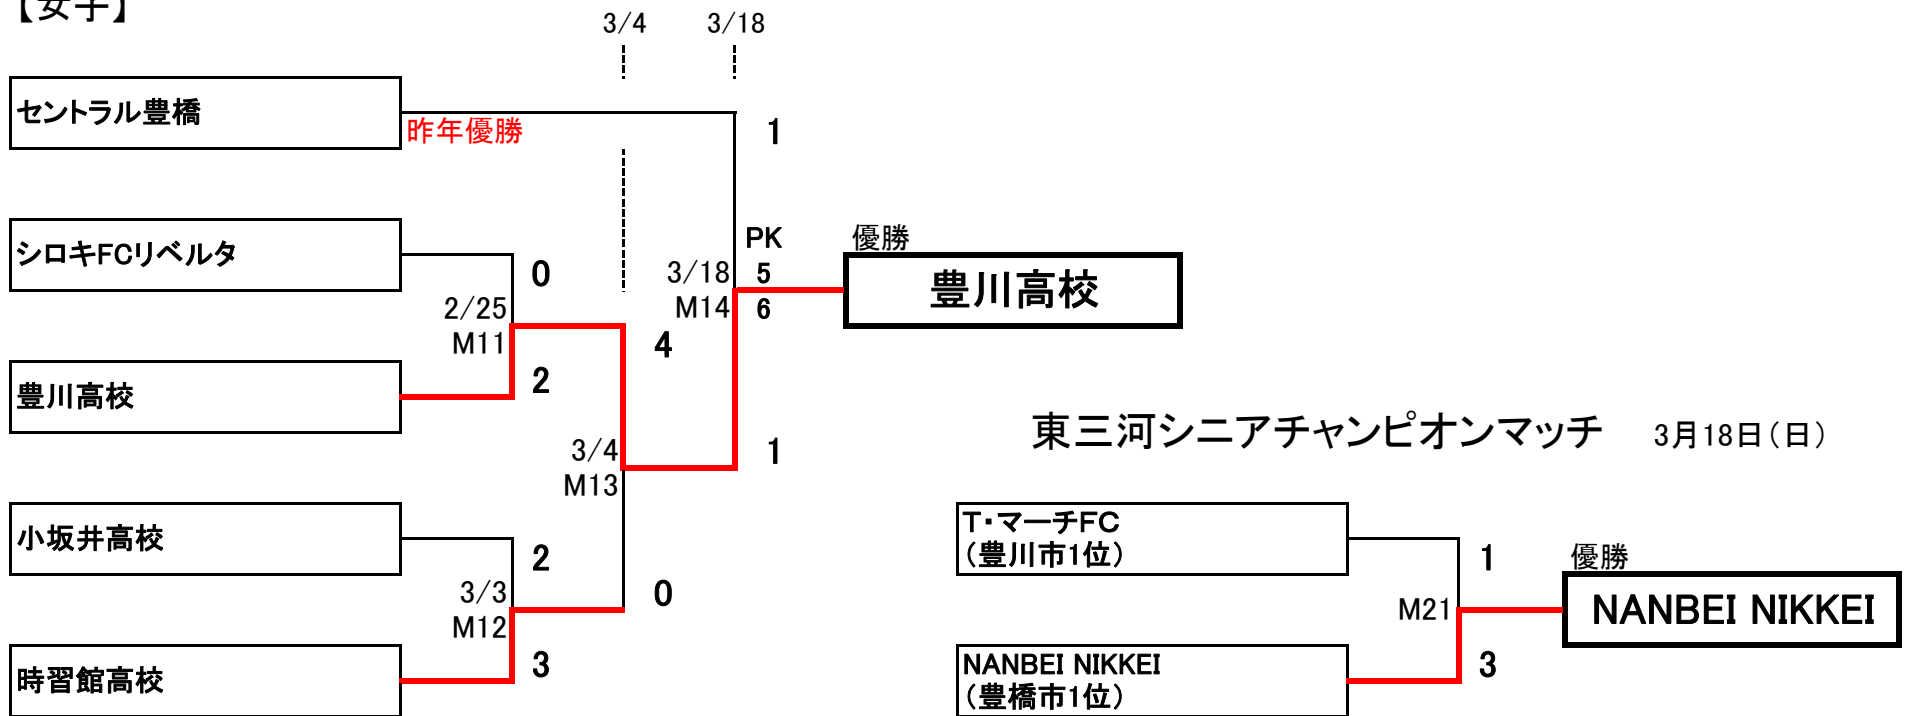 【女子】
3/4
3/18
セントラル豊橋
昨年優勝
1
シロキFCリベルタ
0
2/25
M11
豊川高校
2
4
3/18
M14
PK
5
6
優勝
豊川高校
3/4
M13
1
小坂井高校
2
3/3
M12
0
時習館高校
3
東三河シニアチャンピオンマッチ 3月18日(日)
T・マーチFC
(豊川市1位)
1
M21
優勝
NANBEI NIKKEI
NANBEI NIKKEI
(豊橋市1位)
3